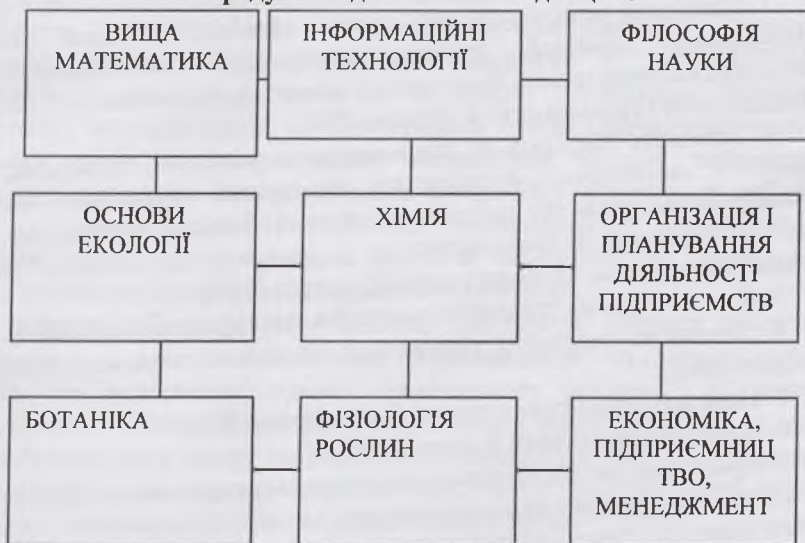 ВИЩА
МАТЕМАТИКА
ІНФОРМАЦІЙНІ
ТЕХНОЛОГІЇ
ФІЛОСОФІЯ
НАУКИ
ОСНОВИ
ЕКОЛОГІЇ
ХІМІЯ
ОРГАНІЗАЦІЯ І
ПЛАНУВАННЯ
ДІЯЛЬНОСТІ
ПІДПРИЄМСТВ
БОТАНІКА
ФІЗІОЛОГІЯ
РОСЛИН
ЕКОНОМІКА,
ПІДПРИЄМНИЦ
ТВО,
МЕНЕДЖМЕНТ